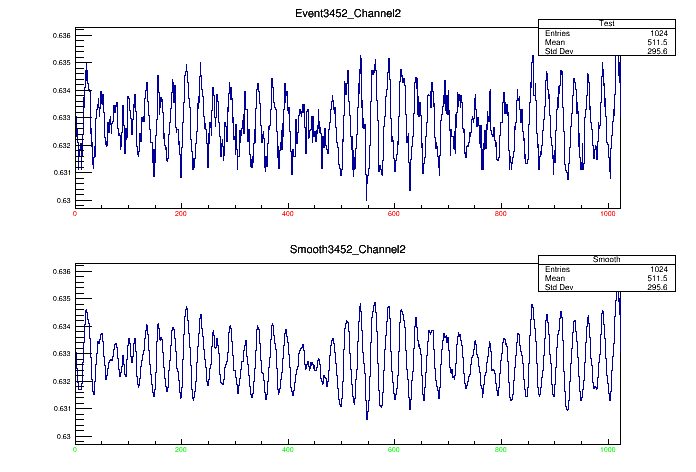 Event3452_Channel2
Test
Entries 1024
Mean 511.5
Std Dev 295.6
0.636
0.635
0.634
0.633
0.632
0.631
0.63
0 200 400 600 800 1000
Smooth3452_Channel2
Smooth
Entries 1024
Mean 511.5
Std Dev 295.6
0.636
0.635
0.634
0.633
0.632
0.631
0.63
0 200 400 600 800 1000